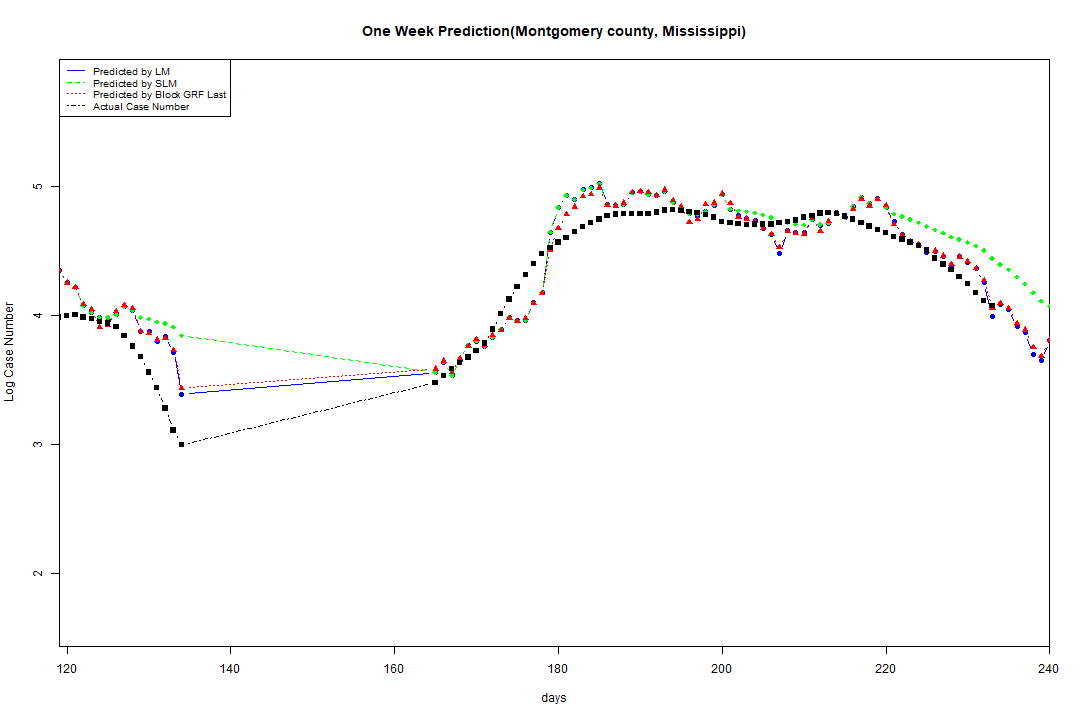 One Week Prediction(Montgomery county, Mississippi)
Predicted by LM
Predicted by SLM
Predicted by Block GRF Last
Actual Case Number
5
4
3
2
Log Case Number
120 140 160 180 200 220 240
days